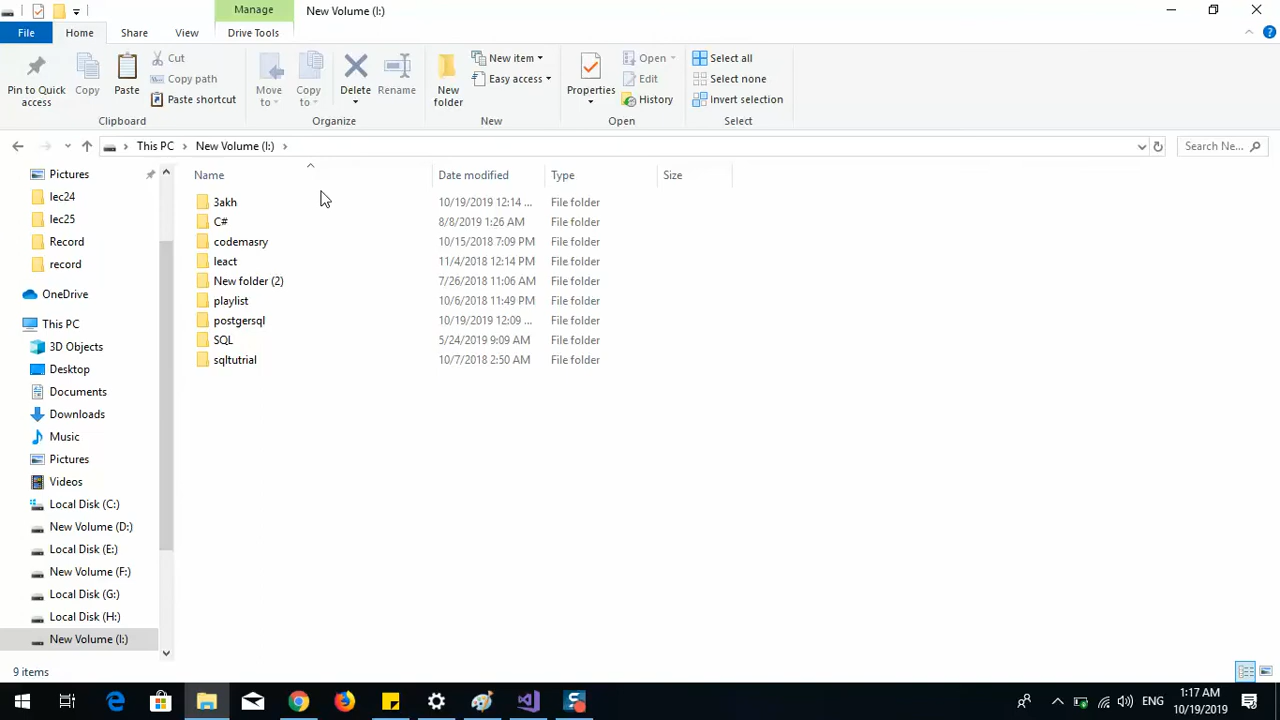 Manage
New Volume (I:)
File
Home
Share
View
Drive Tools
Pin to Quick access
Copy
Paste
Cut
Copy path
Paste shortcut
Clipboard
Move to
Copy to
Delete
Rename
Organize
New folder
New item
Easy access
New
Properties
Open
Edit
History
Open
Select all
Select none
Invert selection
Select
This PC
New Volume (I:)
Search Ne...
Pictures
lec24
lec25
Record
record
OneDrive
This PC
3D Objects
Desktop
Documents
Downloads
Music
Pictures
Videos
Local Disk (C:)
New Volume (D:)
Local Disk (E:)
New Volume (F:)
Local Disk (G:)
Local Disk (H:)
New Volume (I:)
Name Date modified Type Size
3akh 10/19/2019 12:14 ... File folder
C# 8/8/2019 1:26 AM File folder
codemasry 10/15/2018 7:09 PM File folder
leact 11/4/2018 12:14 PM File folder
New folder (2) 7/26/2018 11:06 AM File folder
playlist 10/6/2018 11:49 PM File folder
postgersql 10/19/2019 12:09 ... File folder
SQL 5/24/2019 9:09 AM File folder
sqltutrial 10/7/2018 2:50 AM File folder
9 items
ENG
1:17 AM
10/19/2019